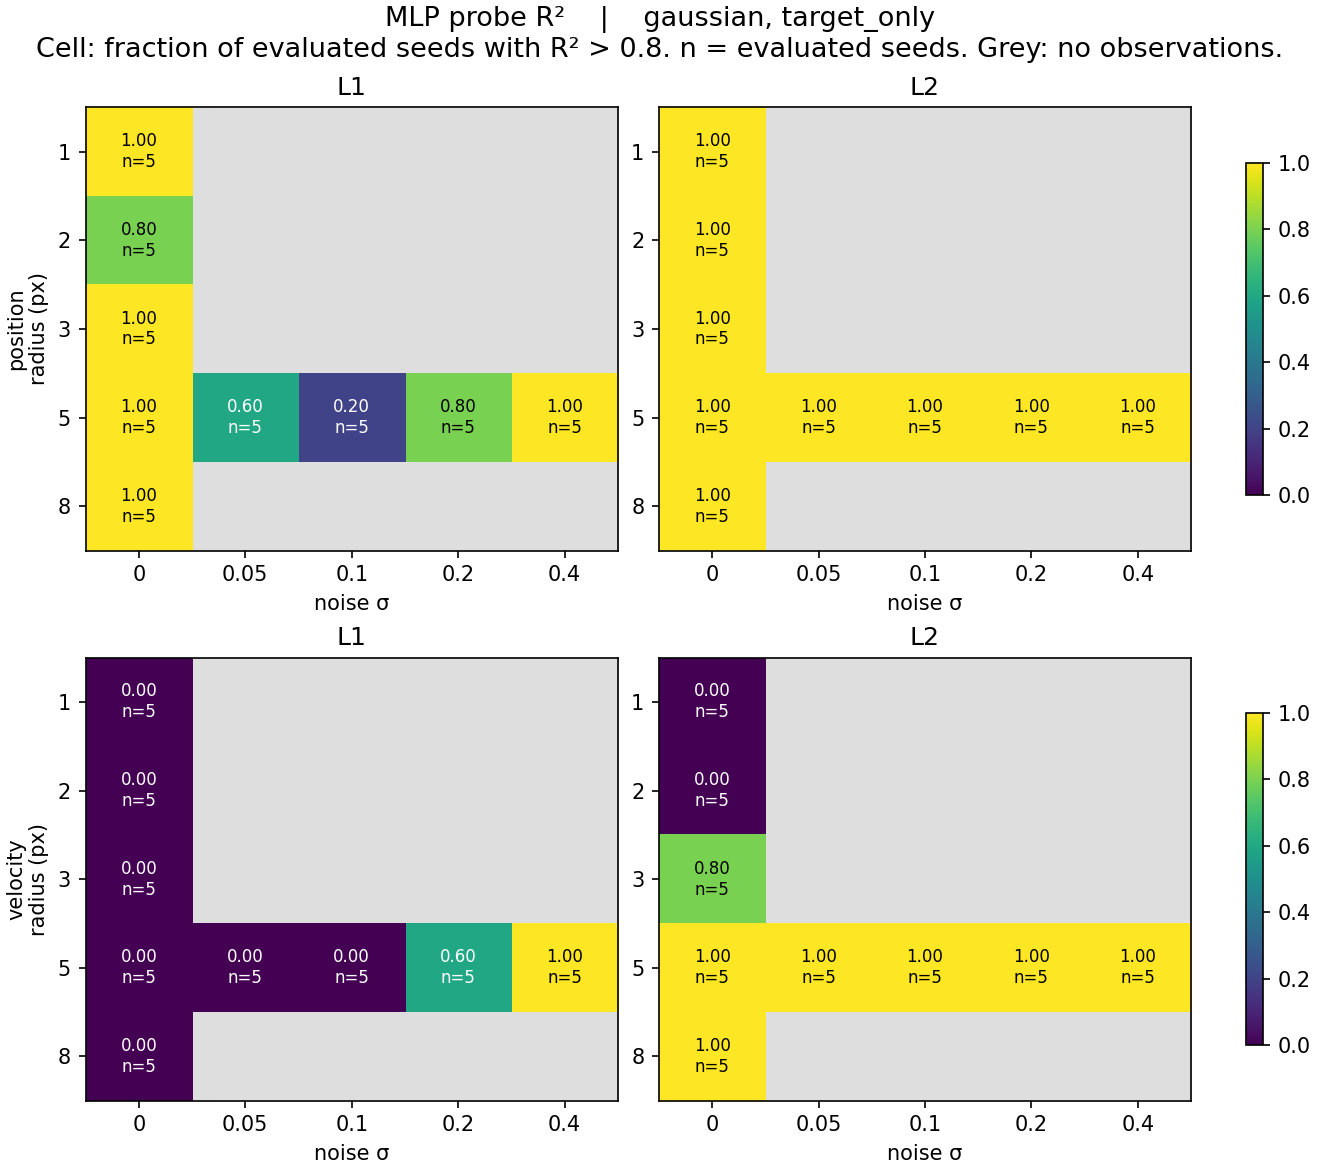 MLP probe R² | gaussian, target_only
Cell: fraction of evaluated seeds with R² > 0.8. n = evaluated seeds. Grey: no observations.
L1
position
radius (px)
1
1.00
n=5
2
0.80
n=5
3
1.00
n=5
5
1.00
n=5
0.60
n=5
0.20
n=5
0.80
n=5
1.00
n=5
8
1.00
n=5
0 0.05 0.1 0.2 0.4
noise σ
L2
1
1.00
n=5
2
1.00
n=5
3
1.00
n=5
5
1.00
n=5
1.00
n=5
1.00
n=5
1.00
n=5
1.00
n=5
8
1.00
n=5
0 0.05 0.1 0.2 0.4
noise σ
1.0
0.8
0.6
0.4
0.2
0.0
L1
velocity
radius (px)
1
0.00
n=5
2
0.00
n=5
3
0.00
n=5
5
0.00
n=5
0.00
n=5
0.00
n=5
0.60
n=5
1.00
n=5
8
0.00
n=5
0 0.05 0.1 0.2 0.4
noise σ
L2
1
0.00
n=5
2
0.00
n=5
3
0.80
n=5
5
1.00
n=5
1.00
n=5
1.00
n=5
1.00
n=5
1.00
n=5
8
1.00
n=5
0 0.05 0.1 0.2 0.4
noise σ
1.0
0.8
0.6
0.4
0.2
0.0